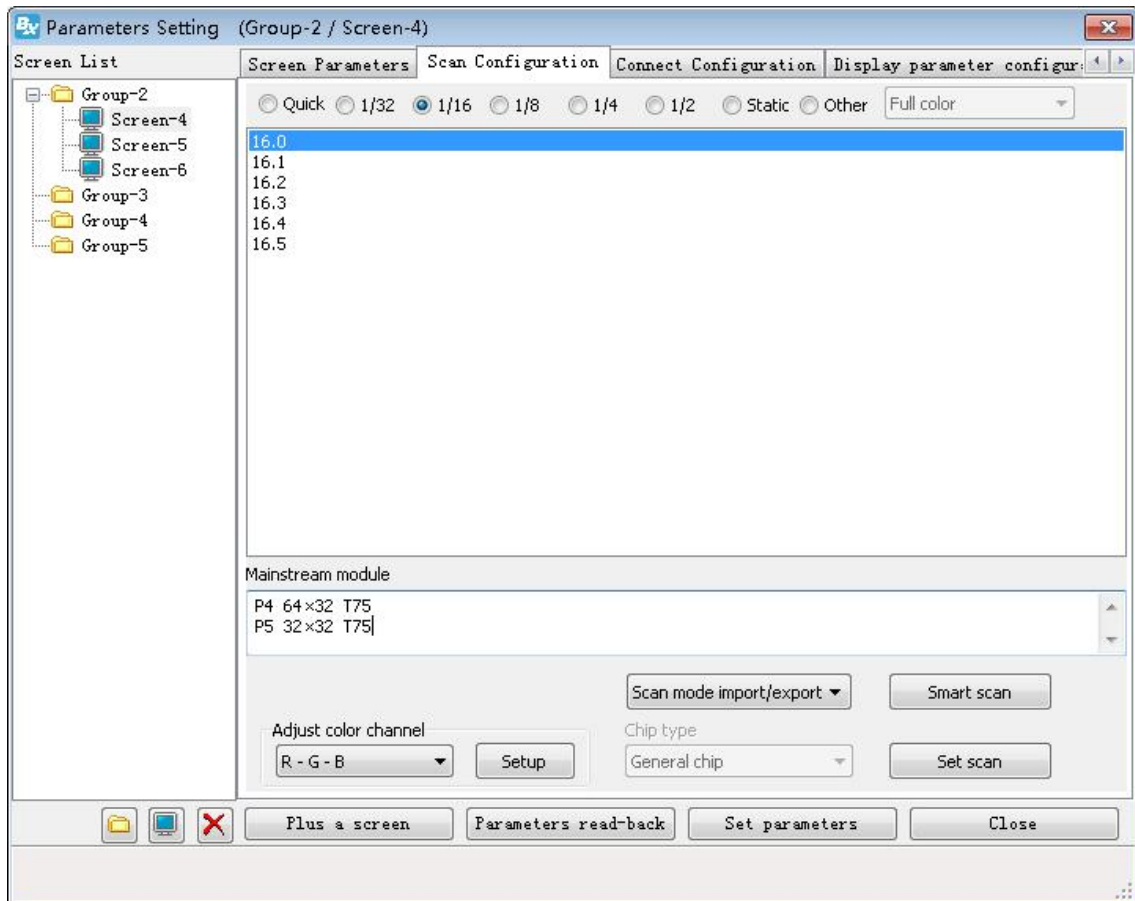 BX Parameters Setting (Group-2 / Screen-4)
Screen List
Group-2
Screen-4
Screen-5
Screen-6
Group-3
Group-4
Group-5
Screen Parameters Scan Configuration Connect Configuration Display parameter configur
Quick 1/32 1/16 1/8 1/4 1/2 Static Other Full color
16.0
16.1
16.2
16.3
16.4
16.5
Mainstream module
P4 64×32 T75
P5 32×32 T75
Scan mode import/export Smart scan
Adjust color channel Chip type
R - G - B Setup General chip Set scan
Plus a screen Parameters read-back Set parameters Close